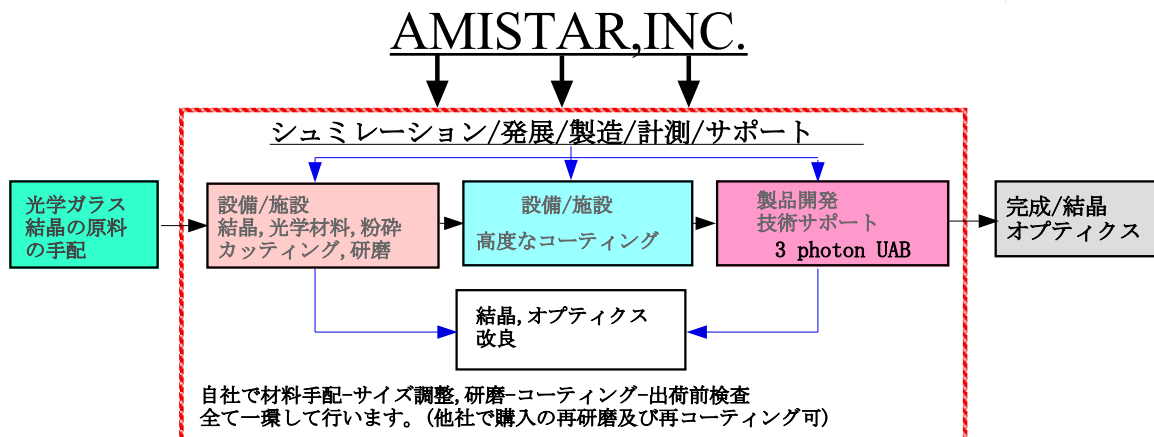 AMISTAR,INC.
シュミレーション/発展/製造/計測/サポート
光学ガラス
結晶の原料
の手配
設備/施設
結晶,光学材料,粉砕
カッティング,研磨
設備/施設
高度なコーティング
製品開発
技術サポート
3 photon UAB
完成/結晶
オプティクス
結晶,オプティクス
改良
自社で材料手配-サイズ調整,研磨-コーティング-出荷前検査
全て一環して行います。(他社で購入の再研磨及び再コーティング可)